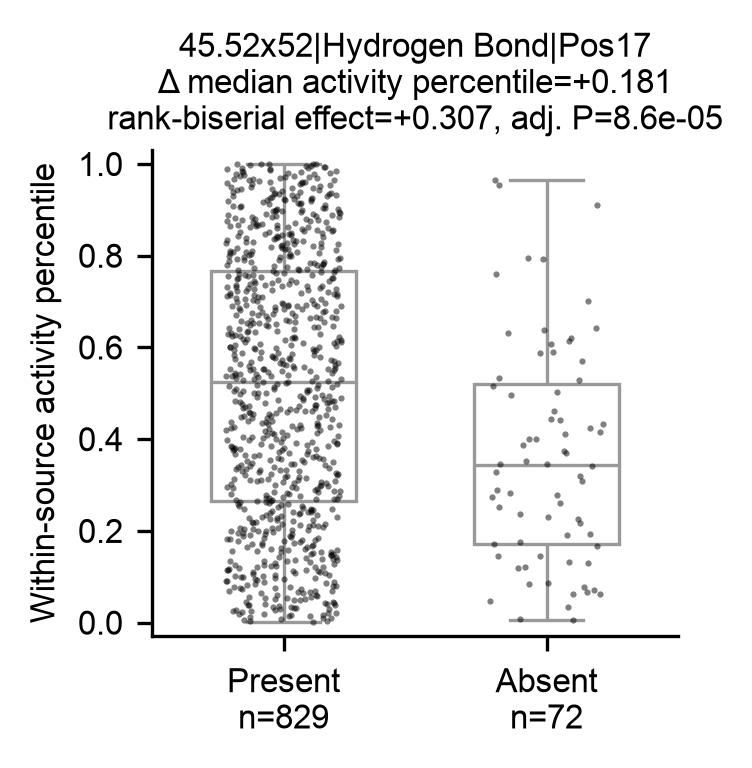 45.52x52|Hydrogen Bond|Pos17
Δ median activity percentile=+0.181
rank-biserial effect=+0.307, adj. P=8.6e-05
Within-source activity percentile
1.0
0.8
0.6
0.4
0.2
0.0
Present
n=829
Absent
n=72